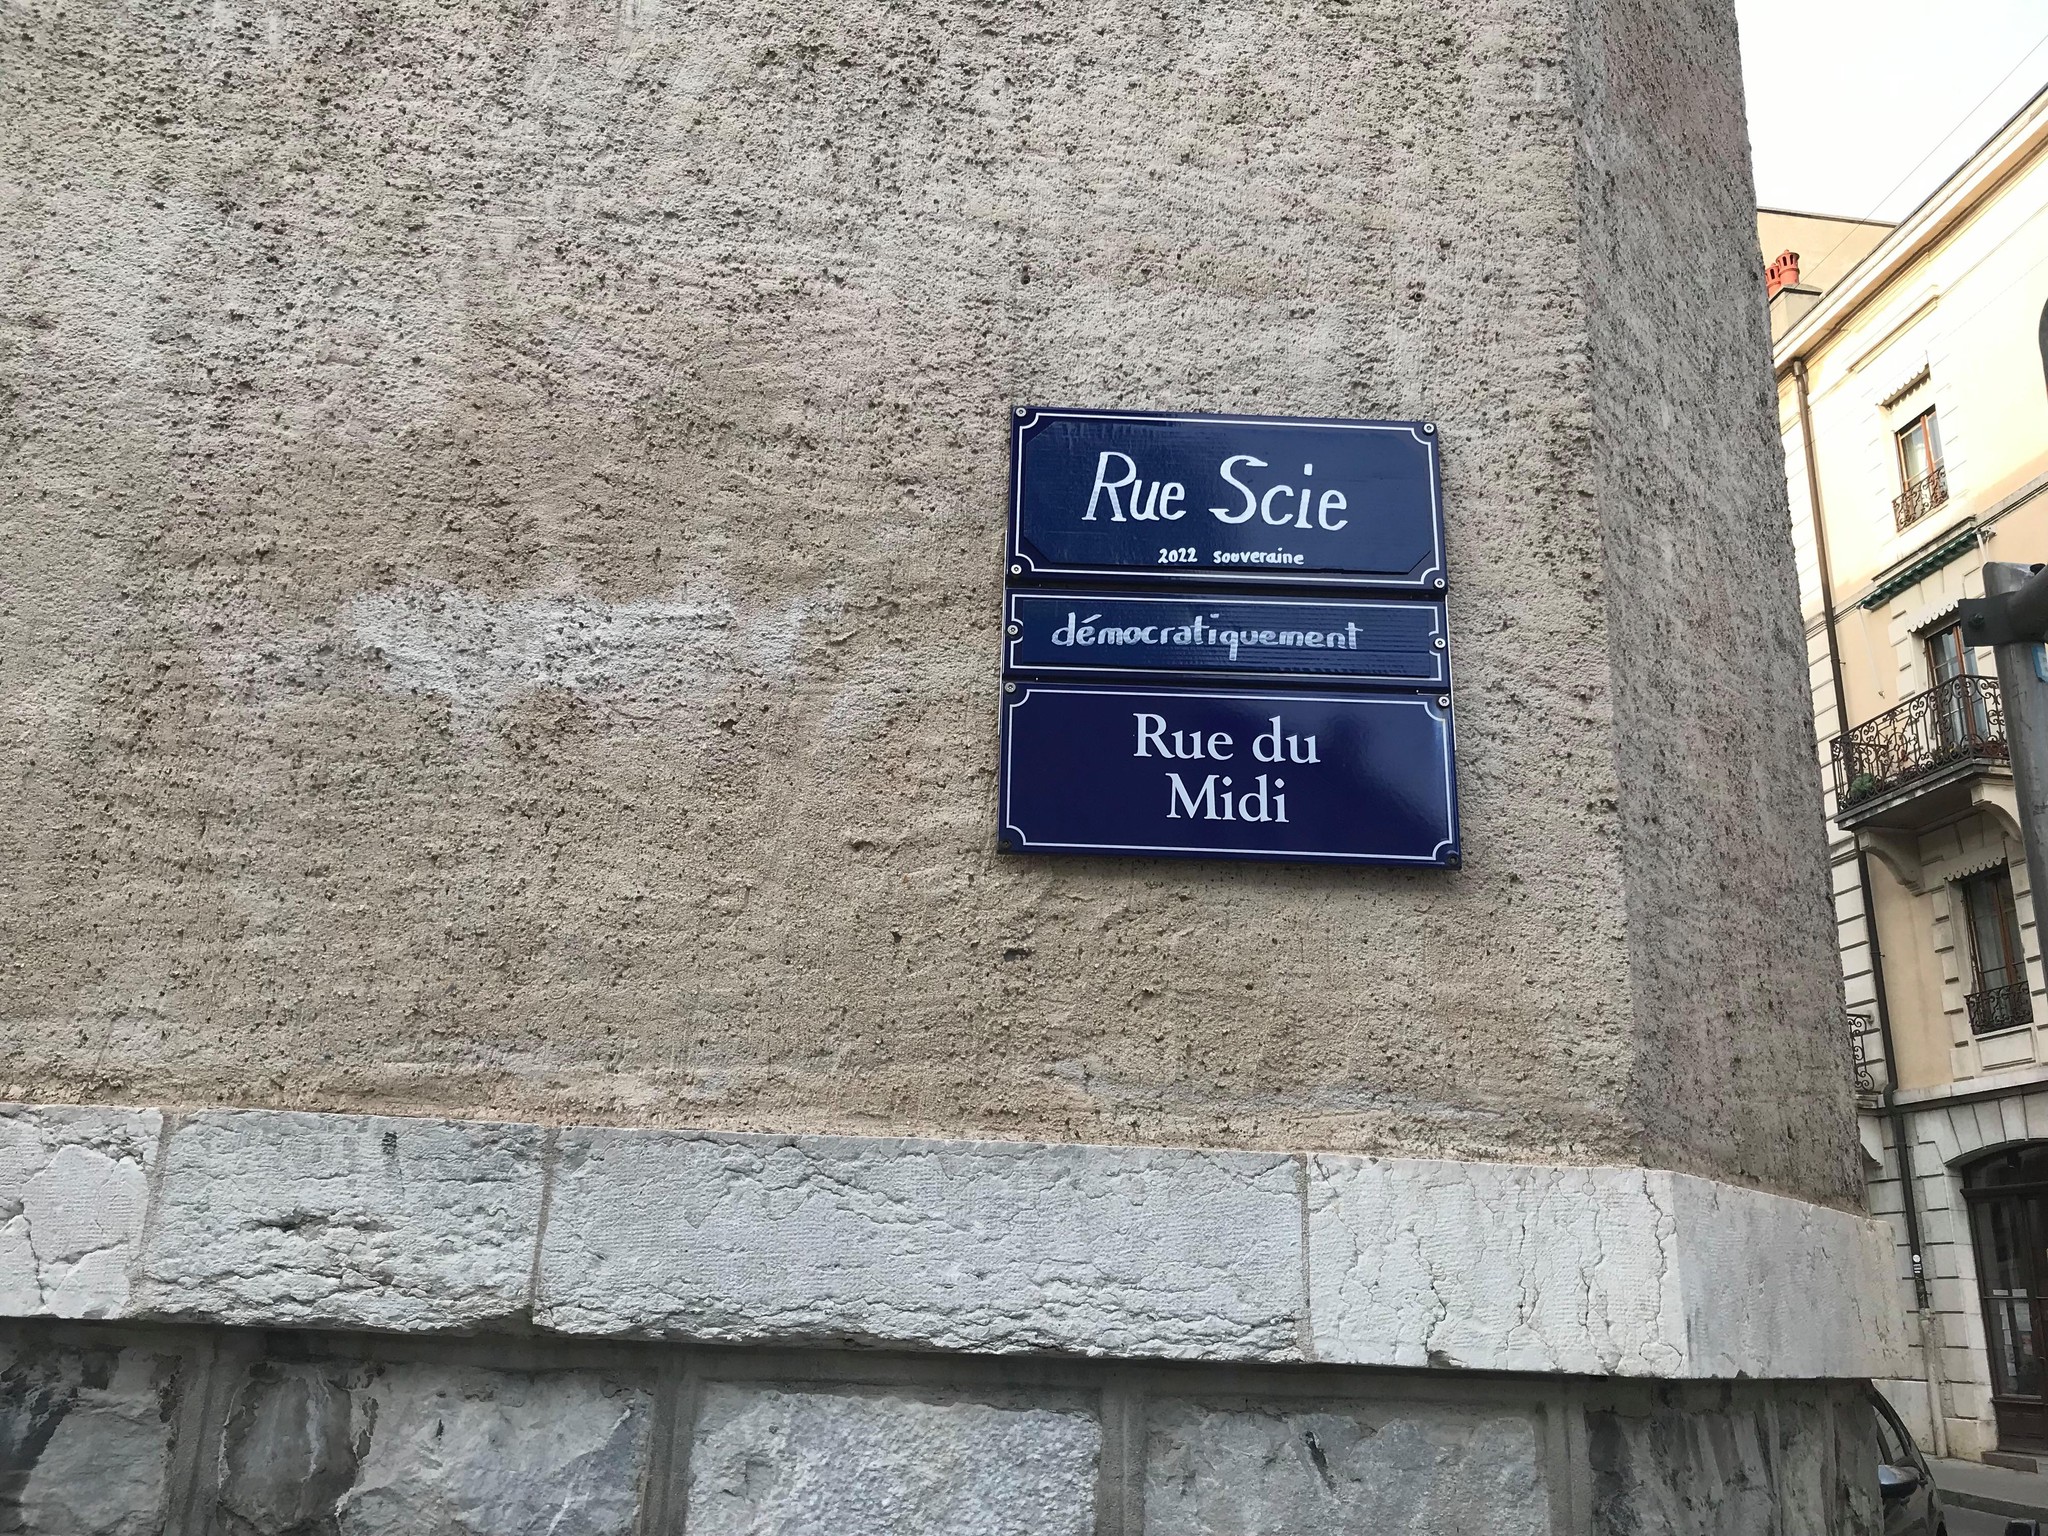 Rue Scie
2022 souveraine
démocratiquement
Rue du
Midi